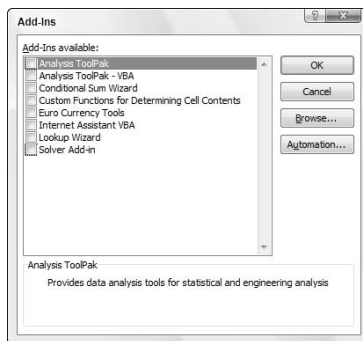 Add-Ins
Add-Ins available:
Analysis ToolPak
Analysis ToolPak - VBA
Conditional Sum Wizard
Custom Functions for Determining Cell Contents
Euro Currency Tools
Internet Assistant VBA
Lookup Wizard
Solver Add-in
OK
Cancel
Browse...
Automation...
Analysis ToolPak
Provides data analysis tools for statistical and engineering analysis